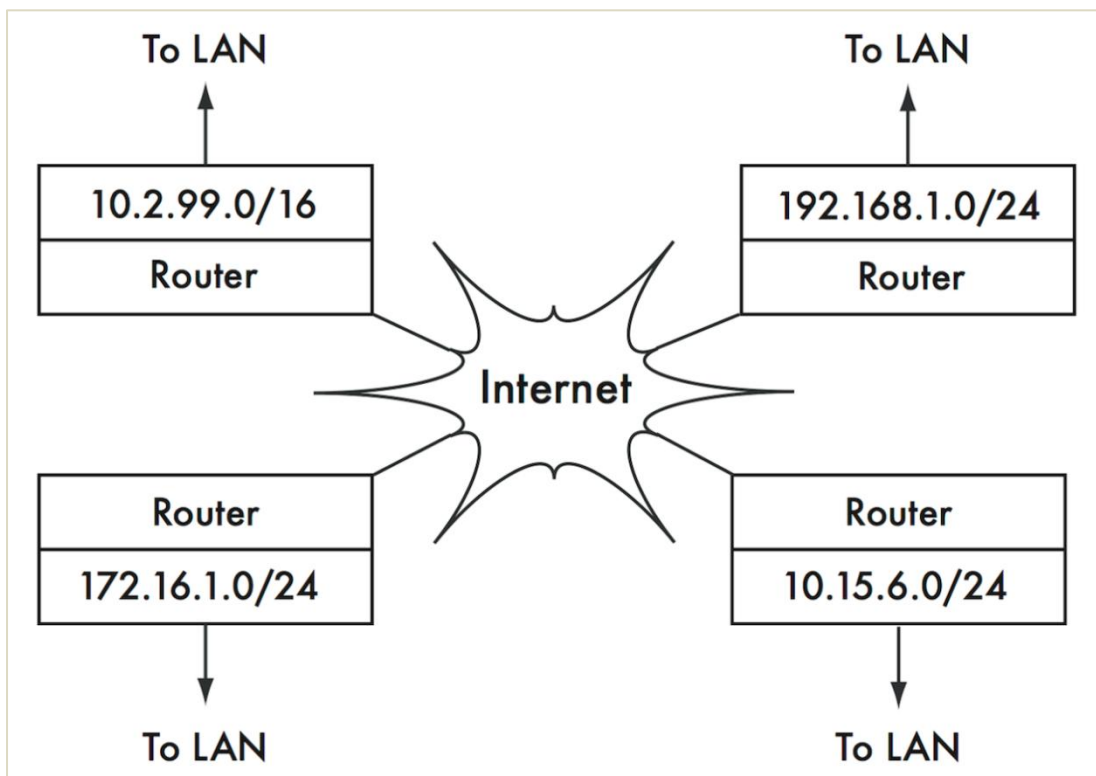 To LAN
To LAN
10.2.99.0/16
192.168.1.0/24
Router
Router
Internet
Router
Router
172.16.1.0/24
10.15.6.0/24
To LAN
To LAN